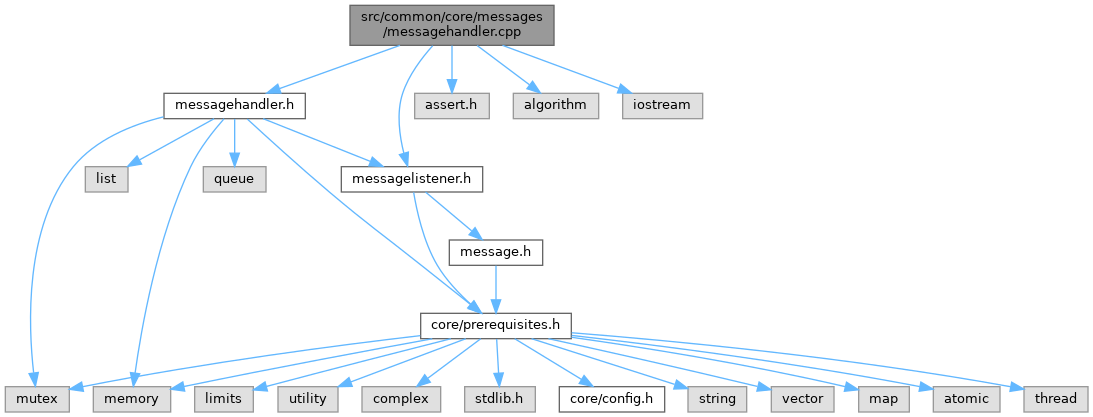 src/common/core/messages
/messagehandler.cpp
messagehandler.h
assert.h
algorithm
iostream
list
queue
messagelistener.h
message.h
core/prerequisites.h
mutex
memory
limits
utility
complex
stdlib.h
core/config.h
string
vector
map
atomic
thread